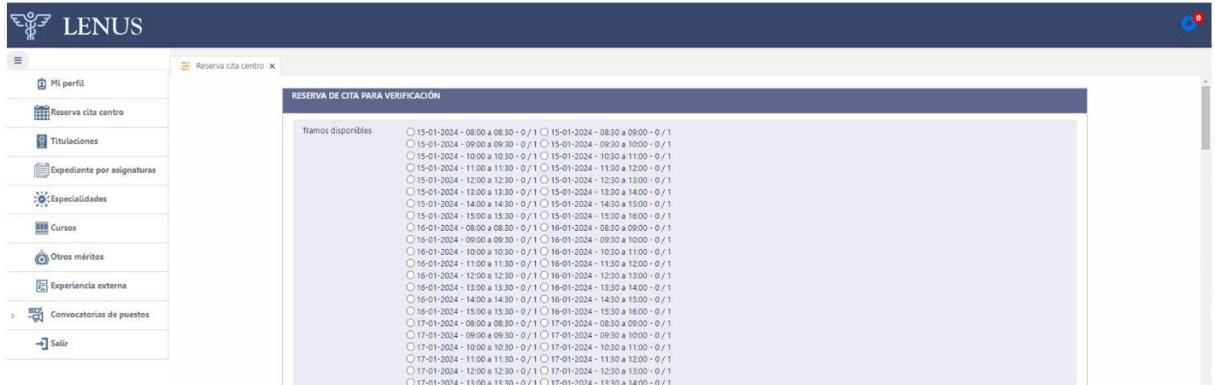 LENUS
0
Reserva cita centro x
Mi perfil
Reserva cita centro
Titulaciones
Expediente por asignaturas
Especialidades
Cursos
Otros méritos
Experiencia externa
Convocatorias de puestos
Salir
RESERVA DE CITA PARA VERIFICACIÓN
Tramos disponibles
15-01-2024 - 08:00 a 08:30 - 0 / 1 15-01-2024 - 08:30 a 09:00 - 0 / 1
15-01-2024 - 09:00 a 09:30 - 0 / 1 15-01-2024 - 09:30 a 10:00 - 0 / 1
15-01-2024 - 10:00 a 10:30 - 0 / 1 15-01-2024 - 10:30 a 11:00 - 0 / 1
15-01-2024 - 11:00 a 11:30 - 0 / 1 15-01-2024 - 11:30 a 12:00 - 0 / 1
15-01-2024 - 12:00 a 12:30 - 0 / 1 15-01-2024 - 12:30 a 13:00 - 0 / 1
15-01-2024 - 13:00 a 13:30 - 0 / 1 15-01-2024 - 13:30 a 14:00 - 0 / 1
15-01-2024 - 14:00 a 14:30 - 0 / 1 15-01-2024 - 14:30 a 15:00 - 0 / 1
15-01-2024 - 15:00 a 15:30 - 0 / 1 15-01-2024 - 15:30 a 16:00 - 0 / 1
16-01-2024 - 08:00 a 08:30 - 0 / 1 16-01-2024 - 08:30 a 09:00 - 0 / 1
16-01-2024 - 09:00 a 09:30 - 0 / 1 16-01-2024 - 09:30 a 10:00 - 0 / 1
16-01-2024 - 10:00 a 10:30 - 0 / 1 16-01-2024 - 10:30 a 11:00 - 0 / 1
16-01-2024 - 11:00 a 11:30 - 0 / 1 16-01-2024 - 11:30 a 12:00 - 0 / 1
16-01-2024 - 12:00 a 12:30 - 0 / 1 16-01-2024 - 12:30 a 13:00 - 0 / 1
16-01-2024 - 13:00 a 13:30 - 0 / 1 16-01-2024 - 13:30 a 14:00 - 0 / 1
16-01-2024 - 14:00 a 14:30 - 0 / 1 16-01-2024 - 14:30 a 15:00 - 0 / 1
16-01-2024 - 15:00 a 15:30 - 0 / 1 16-01-2024 - 15:30 a 16:00 - 0 / 1
17-01-2024 - 08:00 a 08:30 - 0 / 1 17-01-2024 - 08:30 a 09:00 - 0 / 1
17-01-2024 - 09:00 a 09:30 - 0 / 1 17-01-2024 - 09:30 a 10:00 - 0 / 1
17-01-2024 - 10:00 a 10:30 - 0 / 1 17-01-2024 - 10:30 a 11:00 - 0 / 1
17-01-2024 - 11:00 a 11:30 - 0 / 1 17-01-2024 - 11:30 a 12:00 - 0 / 1
17-01-2024 - 12:00 a 12:30 - 0 / 1 17-01-2024 - 12:30 a 13:00 - 0 / 1
17-01-2024 - 13:00 a 13:30 - 0 / 1 17-01-2024 - 13:30 a 14:00 - 0 / 1